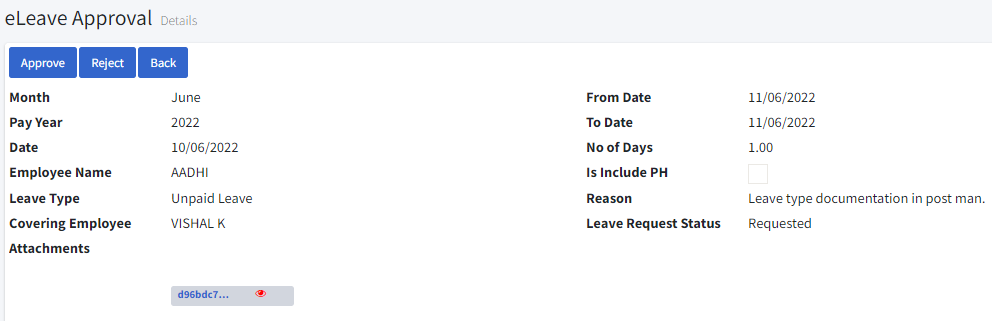 eLeave Approval Details
Approve Reject Back
Month June From Date 11/06/2022
Pay Year 2022 To Date 11/06/2022
Date 10/06/2022 No of Days 1.00
Employee Name AADHI Is Include PH
Leave Type Unpaid Leave Reason Leave type documentation in post man.
Covering Employee VISHAL K Leave Request Status Requested
Attachments
d96bdc7...